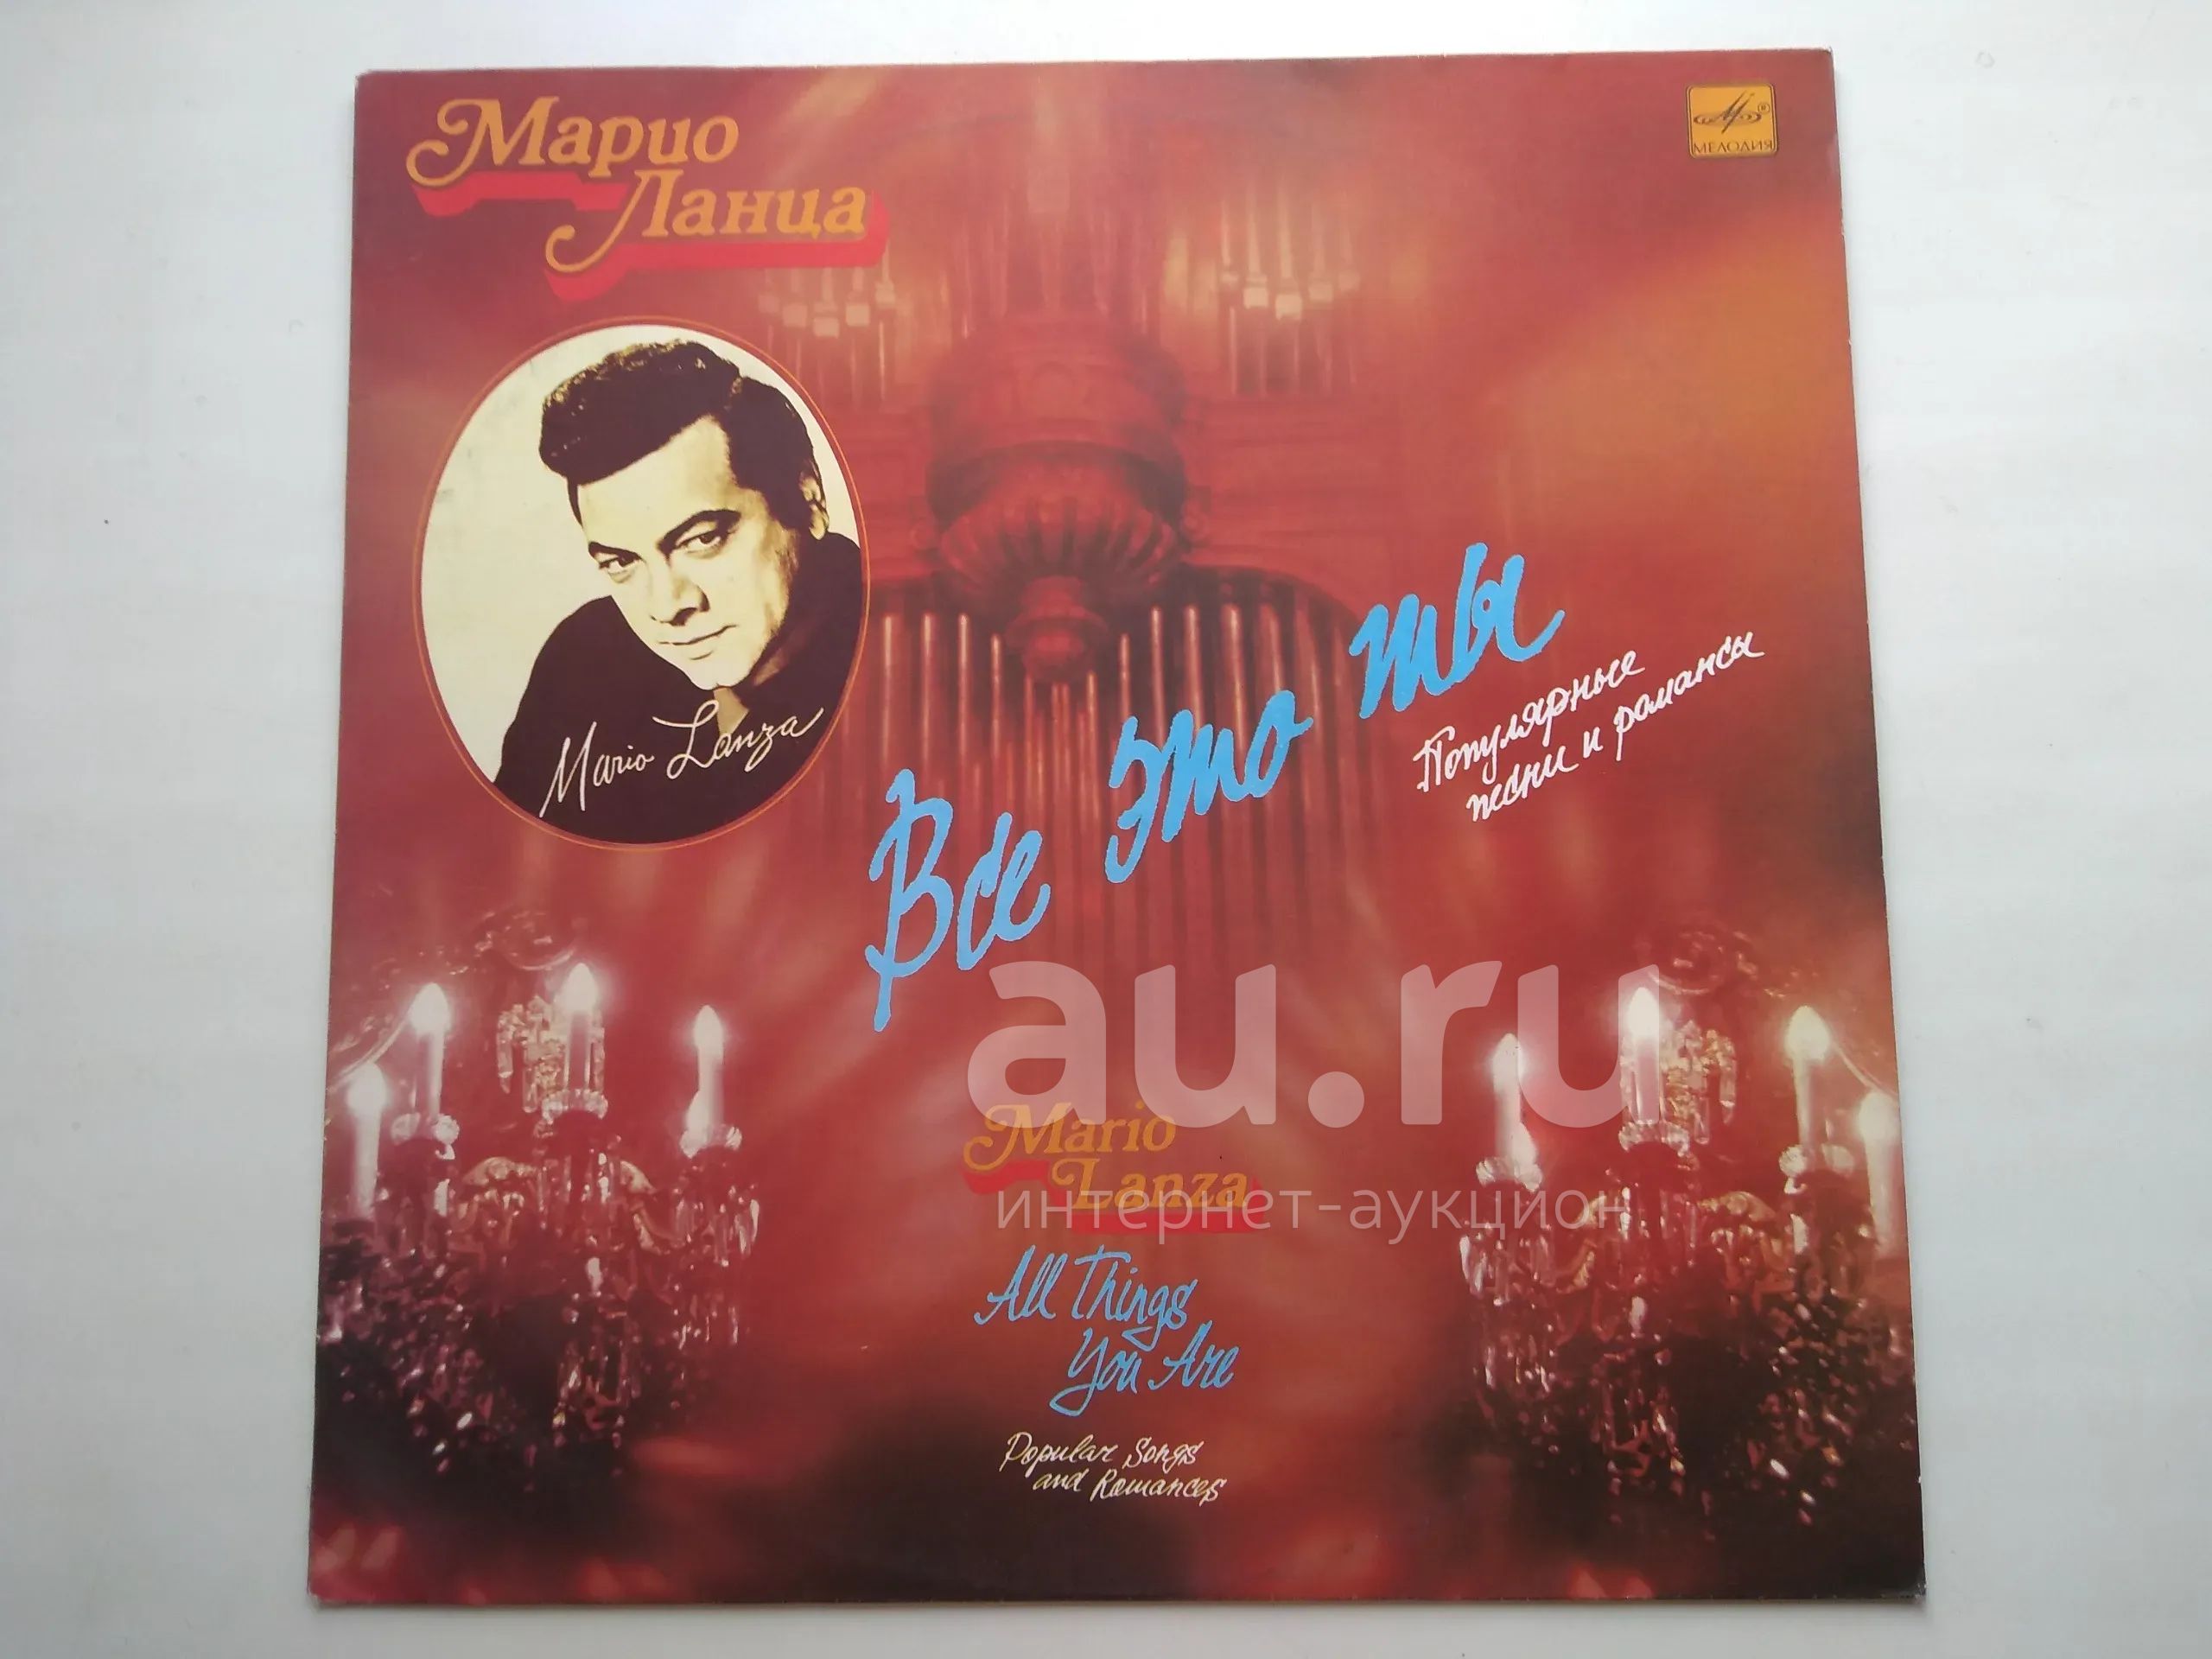 Марио
Ланца
МЕЛОДИЯ
Mario Lanza
Все это ты
Популярные
песни и романсы
au.ru
интернет-аукцион
Mario
Lanza
All Things
You Are
Popular Songs
and Romances